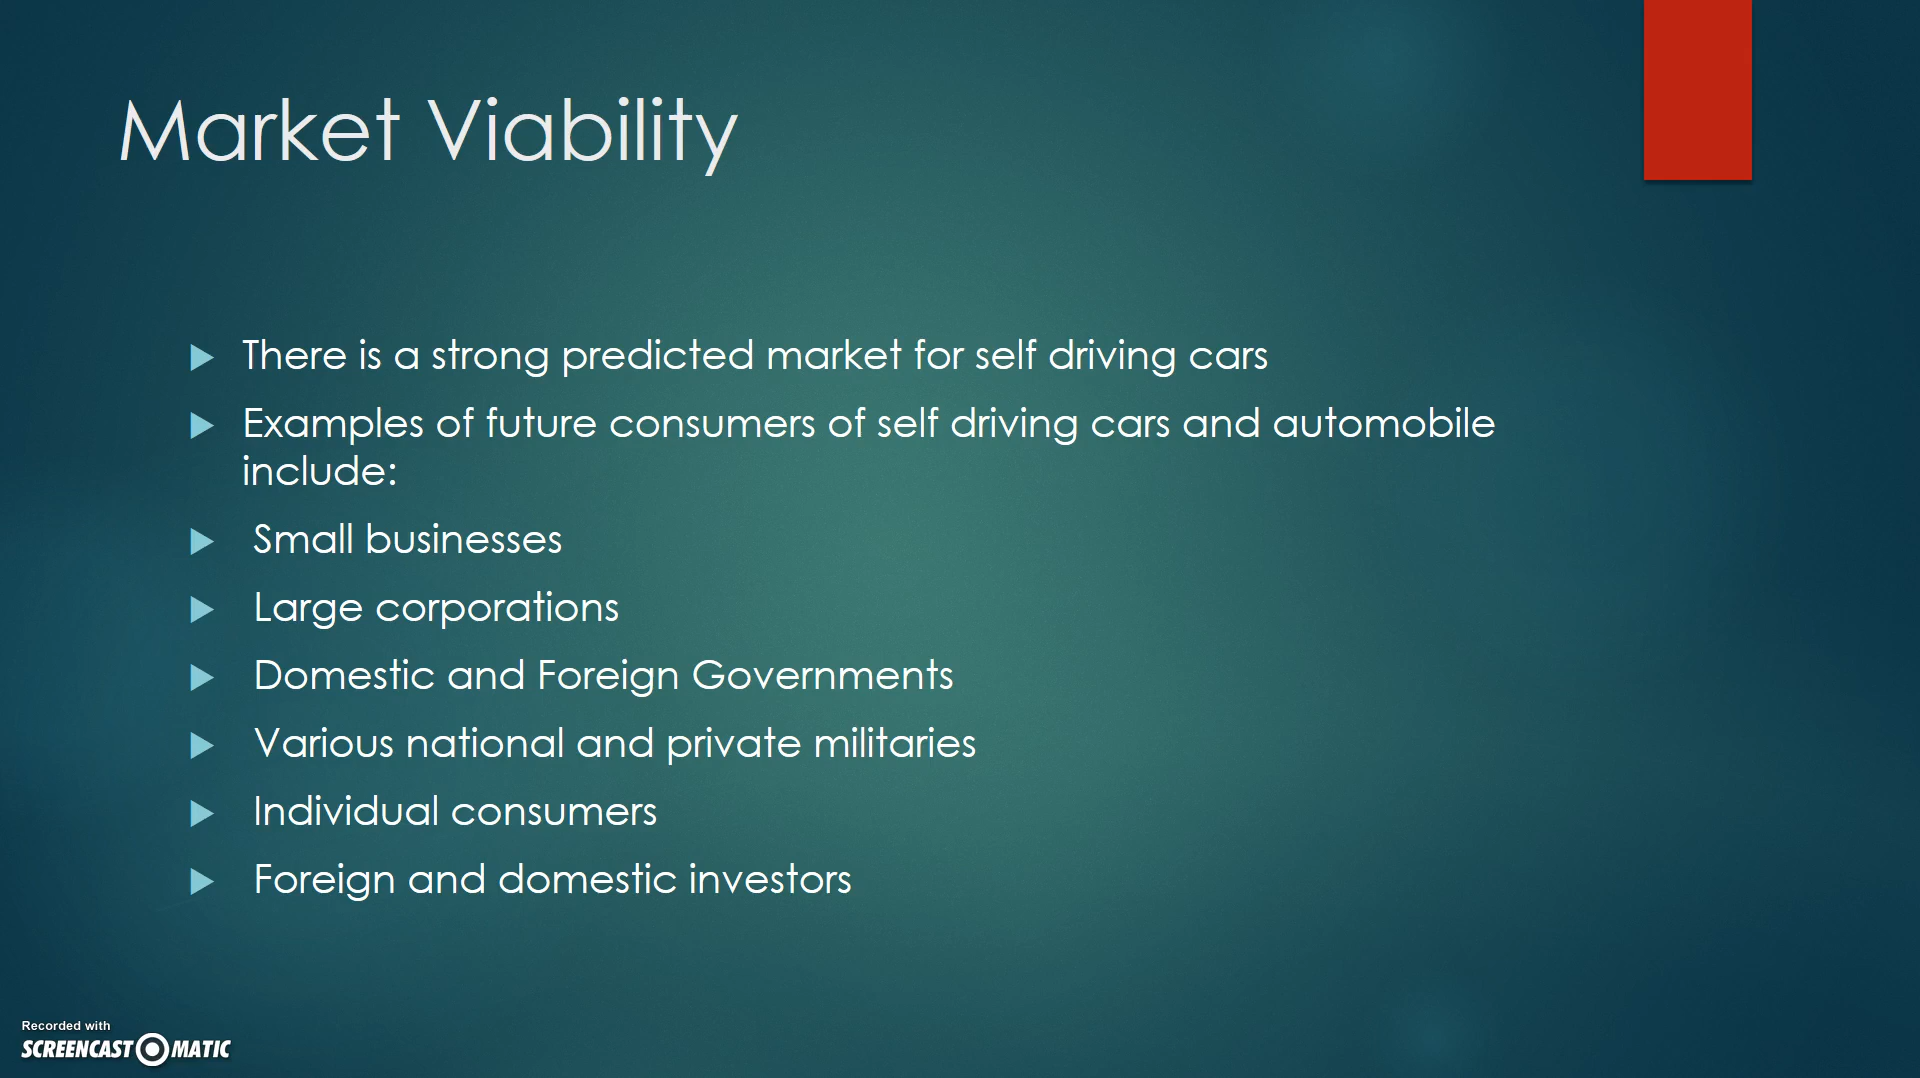 Market Viability
There is a strong predicted market for self driving cars
Examples of future consumers of self driving cars and automobile
include:
Small businesses
Large corporations
Domestic and Foreign Governments
Various national and private militaries
Individual consumers
Foreign and domestic investors
Recorded with
SCREENCAST MATIC